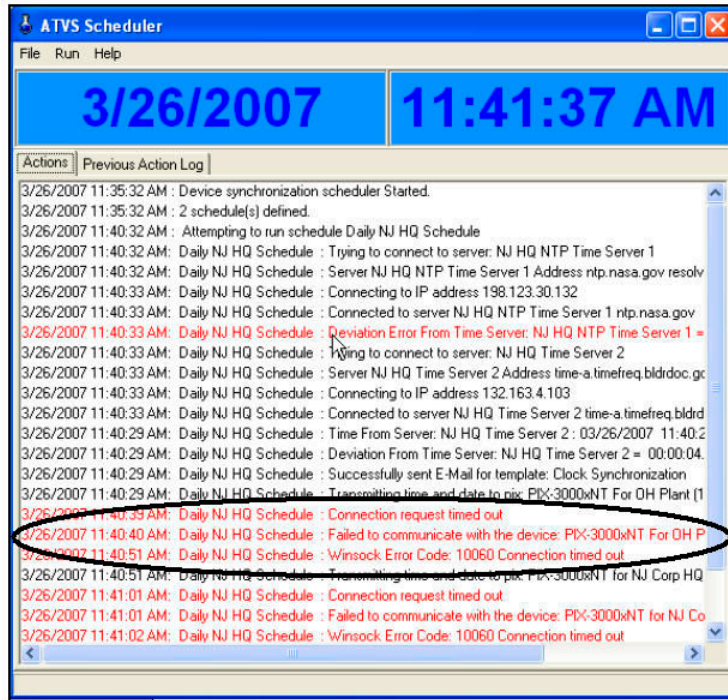 ATVS Scheduler
File Run Help
3/26/2007 11:41:37 AM
Actions Previous Action Log
3/26/2007 11:35:32 AM : Device synchronization scheduler Started.
3/26/2007 11:35:32 AM : 2 schedule(s) defined.
3/26/2007 11:40:32 AM : Attempting to run schedule Daily NJ HQ Schedule
3/26/2007 11:40:32 AM: Daily NJ HQ Schedule : Trying to connect to server: NJ HQ NTP Time Server 1
3/26/2007 11:40:32 AM: Daily NJ HQ Schedule : Server NJ HQ NTP Time Server 1 Address ntp.nasa.gov resolv
3/26/2007 11:40:33 AM: Daily NJ HQ Schedule : Connecting to IP address 198.123.30.132
3/26/2007 11:40:33 AM: Daily NJ HQ Schedule : Connected to server NJ HQ NTP Time Server 1 ntp.nasa.gov
3/26/2007 11:40:33 AM: Daily NJ HQ Schedule : Deviation Error From Time Server: NJ HQ NTP Time Server 1 =
3/26/2007 11:40:33 AM: Daily NJ HQ Schedule : Trying to connect to server: NJ HQ Time Server 2
3/26/2007 11:40:33 AM: Daily NJ HQ Schedule : Server NJ HQ Time Server 2 Address time-a.timefreq.bldrdoc.gc
3/26/2007 11:40:33 AM: Daily NJ HQ Schedule : Connecting to IP address 132.163.4.103
3/26/2007 11:40:33 AM: Daily NJ HQ Schedule : Connected to server NJ HQ Time Server 2 time-a.timefreq.bldrd
3/26/2007 11:40:29 AM: Daily NJ HQ Schedule : Time From Server: NJ HQ Time Server 2 : 03/26/2007 11:40:2
3/26/2007 11:40:29 AM: Daily NJ HQ Schedule : Deviation From Time Server: NJ HQ Time Server 2 = 00:00:04.
3/26/2007 11:40:29 AM: Daily NJ HQ Schedule : Successfully sent E-Mail for template: Clock Synchronization
3/26/2007 11:40:29 AM: Daily NJ HQ Schedule : Transmitting time and date to pix: PIX-3000xNT For OH Plant (1
3/26/2007 11:40:39 AM: Daily NJ HQ Schedule : Connection request timed out
3/26/2007 11:40:40 AM: Daily NJ HQ Schedule : Failed to communicate with the device: PIX-3000xNT For OH P
3/26/2007 11:40:51 AM: Daily NJ HQ Schedule : Winsock Error Code: 10060 Connection timed out
3/26/2007 11:40:51 AM: Daily NJ HQ Schedule : Transmitting time and date to pix: PIX-3000xNT for NJ Corp HQ
3/26/2007 11:41:01 AM: Daily NJ HQ Schedule : Connection request timed out
3/26/2007 11:41:01 AM: Daily NJ HQ Schedule : Failed to communicate with the device: PIX-3000xNT for NJ Co
3/26/2007 11:41:02 AM: Daily NJ HQ Schedule : Winsock Error Code: 10060 Connection timed out